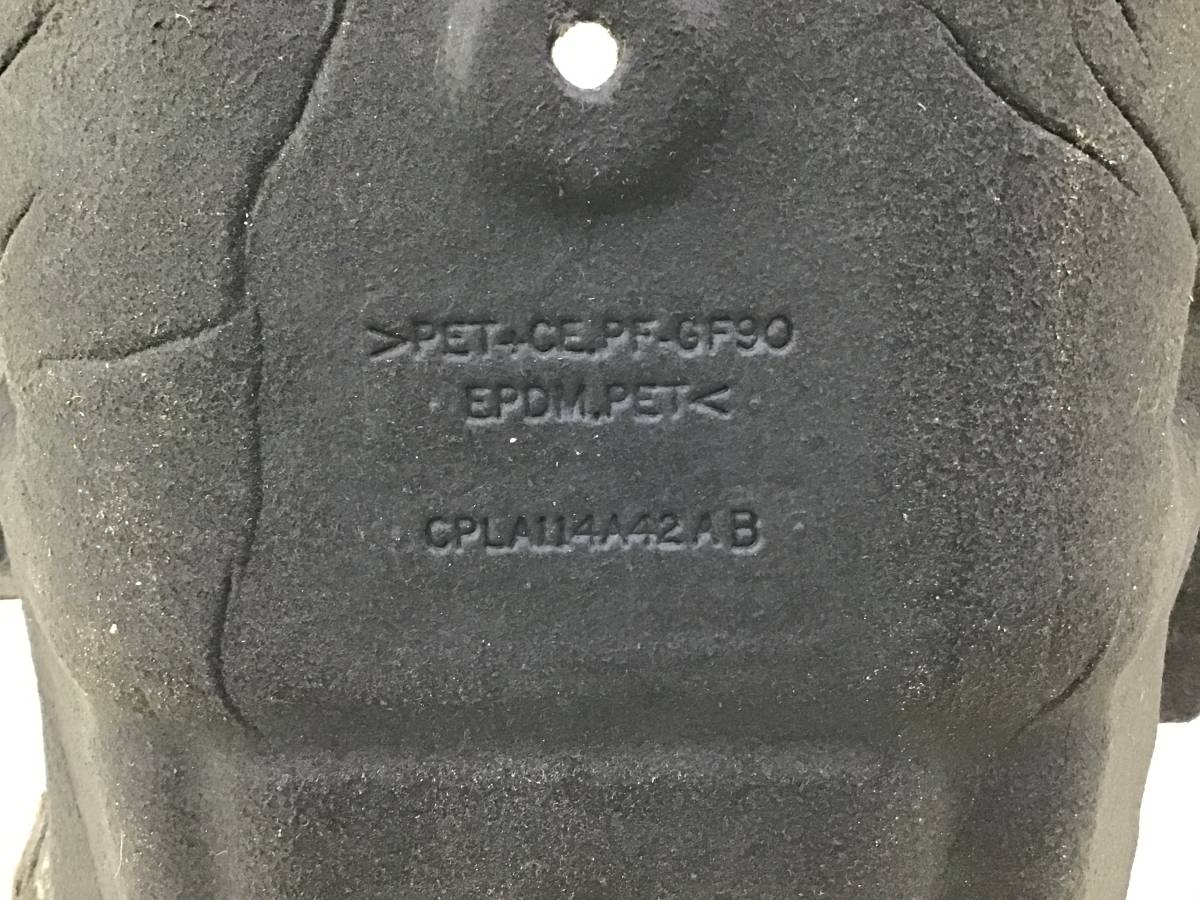 >PET+CE.PF-GF90
EPDM.PET<
CPLA114A42AB